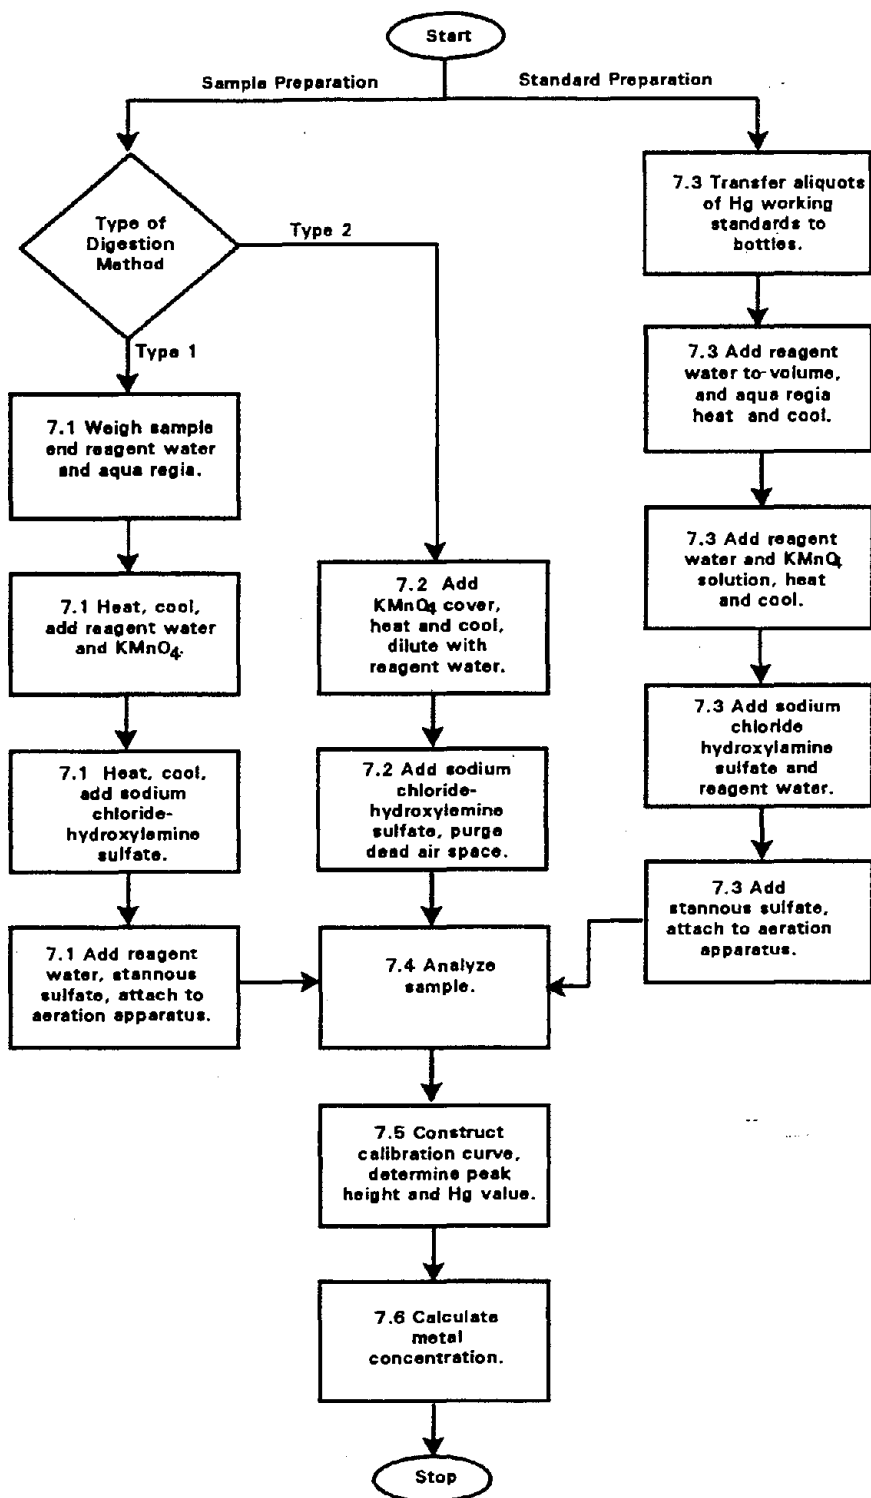 Start
Sample Preparation
Standard Preparation
Type of
Digestion
Method
Type 2
Type 1
7.3 Transfer aliquots
of Hg working
standards to
bottles.
7.3 Add reagent
water to-volume,
and aqua regia
heat and cool.
7.1 Weigh sample
end reagent water
and aqua regia.
7.3 Add reagent
water and KMnO4
solution, heat
and cool.
7.1 Heat, cool,
add reagent water
and KMnO4.
7.2 Add
KMnO4 cover,
heat and cool,
dilute with
reagent water.
7.3 Add sodium
chloride
hydroxylamine
sulfate and
reagent water.
7.1 Heat, cool,
add sodium
chloride-
hydroxylemine
sulfate.
7.2 Add sodium
chloride-
hydroxylemine
sulfate, purge
dead air space.
7.3 Add
stannous sulfate,
attach to aeration
apparatus.
7.1 Add reagent
water, stannous
sulfate, attach to
aeration apparatus.
7.4 Analyze
sample.
7.5 Construct
calibration curve,
determine peak
height and Hg value.
7.6 Calculate
metal
concentration.
Stop